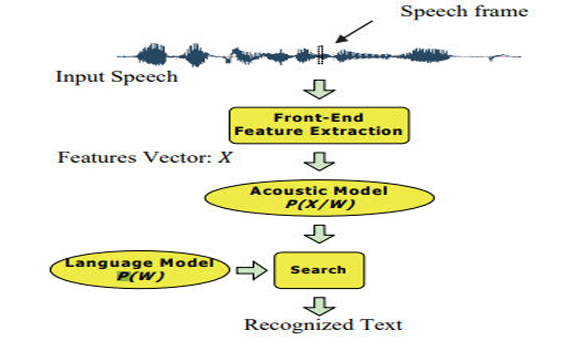 Speech frame
Input Speech
Front-End
Feature Extraction
Features Vector: X
Acoustic Model
P(X/W)
Language Model
P(W)
Search
Recognized Text